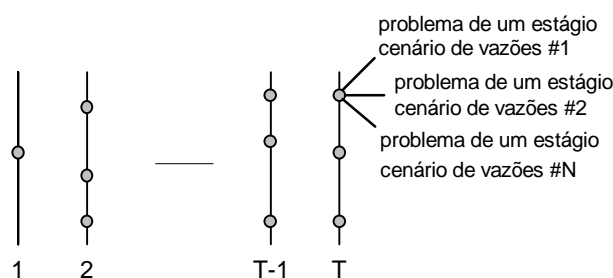 problema de um estágio
cenário de vazões #1
problema de um estágio
cenário de vazões #2
problema de um estágio
cenário de vazões #N
1 2 T-1 T